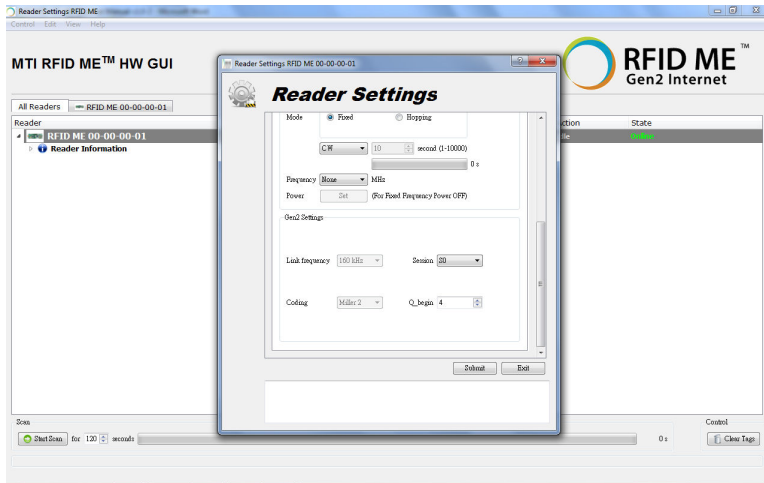 Reader Settings RFID ME
Control Edit View Help
MTI RFID ME™ HW GUI
RFID ME™
Gen2 Internet
All Readers RFID ME 00-00-00-01
Reader
State
RFID ME 00-00-00-01
Online
Reader Information
Reader Settings RFID ME 00-00-00-01
Reader Settings
Mode Fixed Hopping
CW 10 second (1-10000)
0 s
Frequency None MHz
Power Set (For Fixed Frequency Power OFF)
Gen2 Settings
Link frequency 160 kHz Session S0
Coding Miller 2 Q_begin 4
Submit Exit
Scan
Control
Start Scan for 120 seconds
0 s
Clear Tags